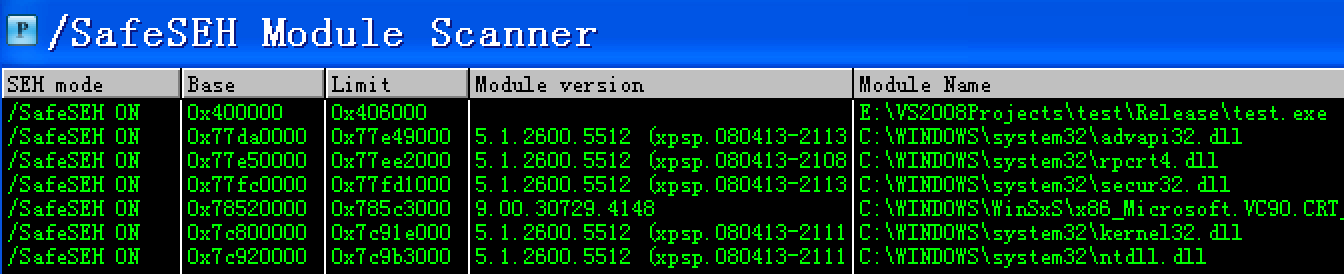 P /SafeSEH Module Scanner
SEH mode Base Limit Module version Module Name
/SafeSEH ON 0x400000 0x406000 E:\VS2008Projects\test\Release\test.exe
/SafeSEH ON 0x77da0000 0x77e49000 5.1.2600.5512 (xpsp.080413-2113 C:\WINDOWS\system32\advapi32.dll
/SafeSEH ON 0x77e50000 0x77ee2000 5.1.2600.5512 (xpsp.080413-2108 C:\WINDOWS\system32\rpcrt4.dll
/SafeSEH ON 0x77fc0000 0x77fd1000 5.1.2600.5512 (xpsp.080413-2113 C:\WINDOWS\system32\secur32.dll
/SafeSEH ON 0x78520000 0x785c3000 9.00.30729.4148 C:\WINDOWS\WinSxS\x86_Microsoft.VC90.CRT
/SafeSEH ON 0x7c800000 0x7c91e000 5.1.2600.5512 (xpsp.080413-2111 C:\WINDOWS\system32\kernel32.dll
/SafeSEH ON 0x7c920000 0x7c9b3000 5.1.2600.5512 (xpsp.080413-2111 C:\WINDOWS\system32\ntdll.dll